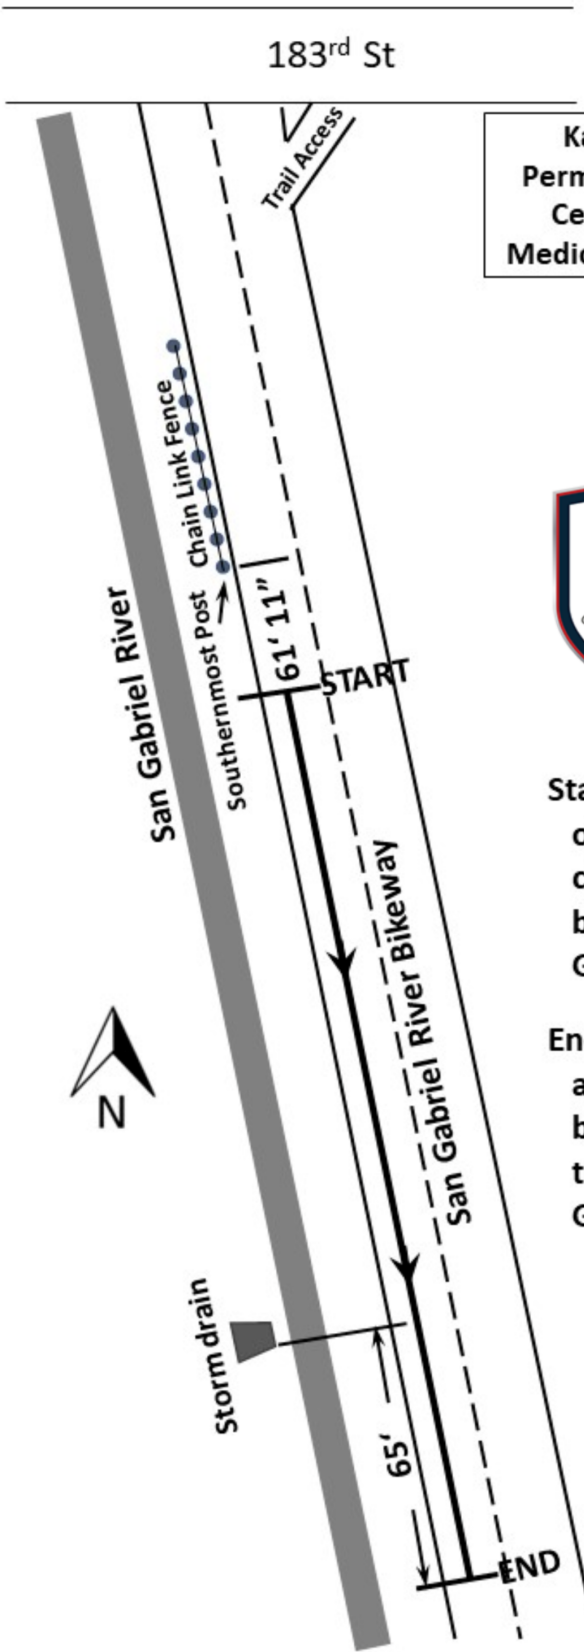 183rd St
Trail Access
Chain Link Fence
Southernmost Post
San Gabriel River
61' 11”
START
San Gabriel River Bikeway
N
Storm drain
65‘
END